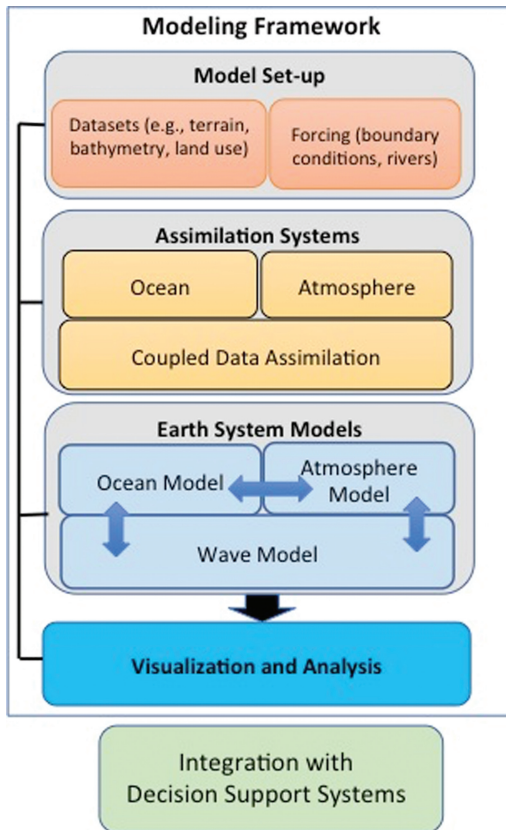 Modeling Framework
Model Set-up
Datasets (e.g., terrain,
bathymetry, land use)
Forcing (boundary
conditions, rivers)
Assimilation Systems
Ocean
Atmosphere
Coupled Data Assimilation
Earth System Models
Ocean Model
Atmosphere
Model
Wave Model
Visualization and Analysis
Integration with
Decision Support Systems